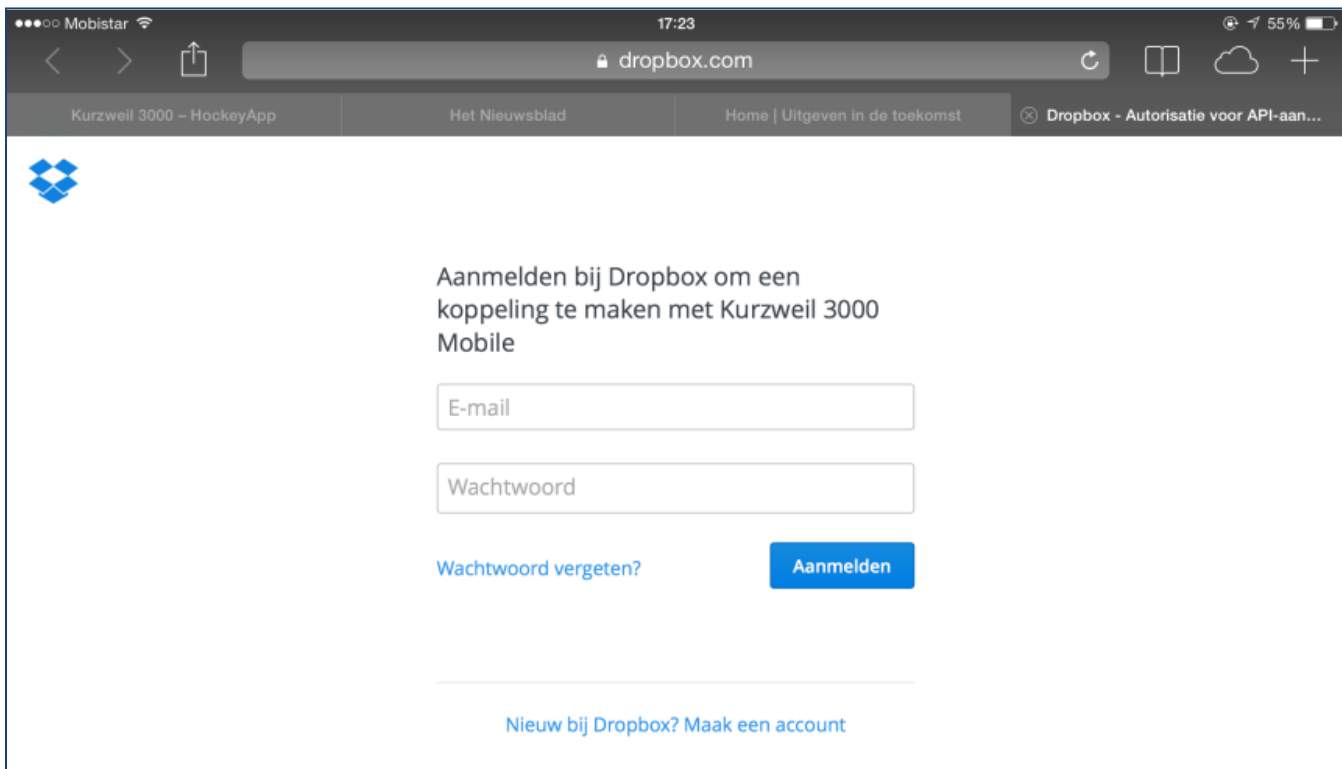 Mobistar 17:23 55%
dropbox.com
Kurzweil 3000 – HockeyApp Het Nieuwsblad Home | Uitgeven in de toekomst Dropbox - Autorisatie voor API-aan...
Aanmelden bij Dropbox om een
koppeling te maken met Kurzweil 3000
Mobile
E-mail
Wachtwoord
Wachtwoord vergeten? Aanmelden
Nieuw bij Dropbox? Maak een account